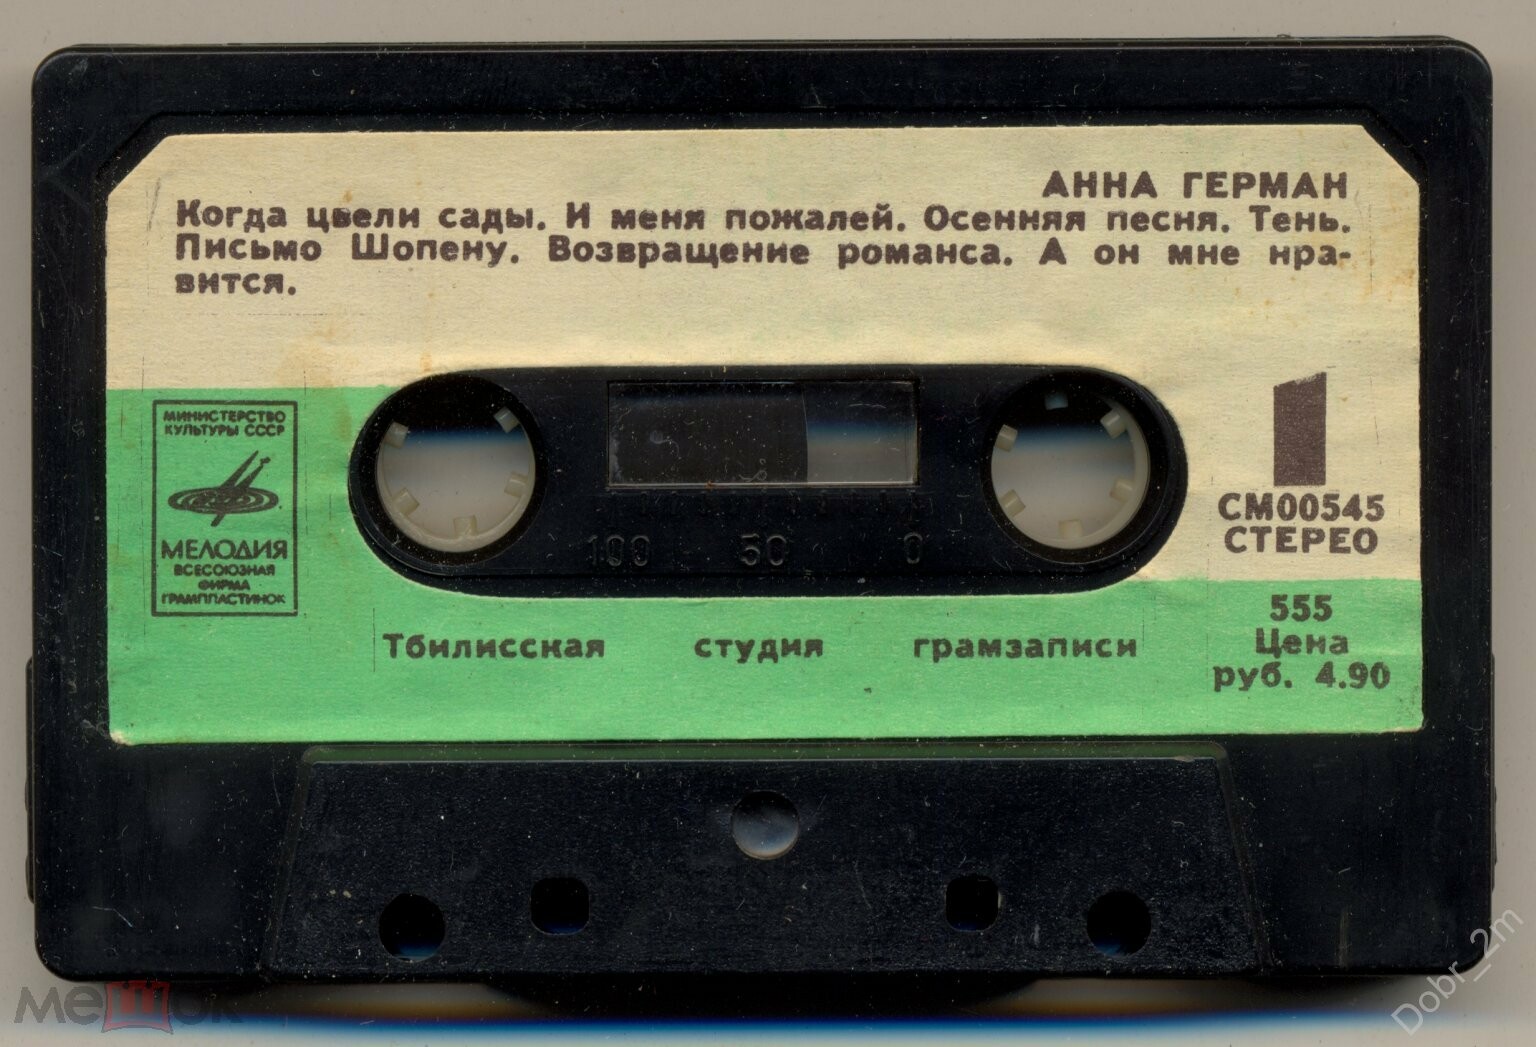 АННА ГЕРМАН
Когда цвели сады. И меня пожалей. Осенняя песня. Тень.
Письмо Шопену. Возвращение романса. А он мне нра-
вится.
МИНИСТЕРСТВО
КУЛЬТУРЫ СССР
МЕЛОДИЯ
ВСЕСОЮЗНАЯ
ФИРМА
ГРАМПЛАСТИНОК
1
СМ00545
СТЕРЕО
100 50 0
555
Цена
руб. 4.90
Тбилисская студия грамзаписи
мешок
Dobr_2m